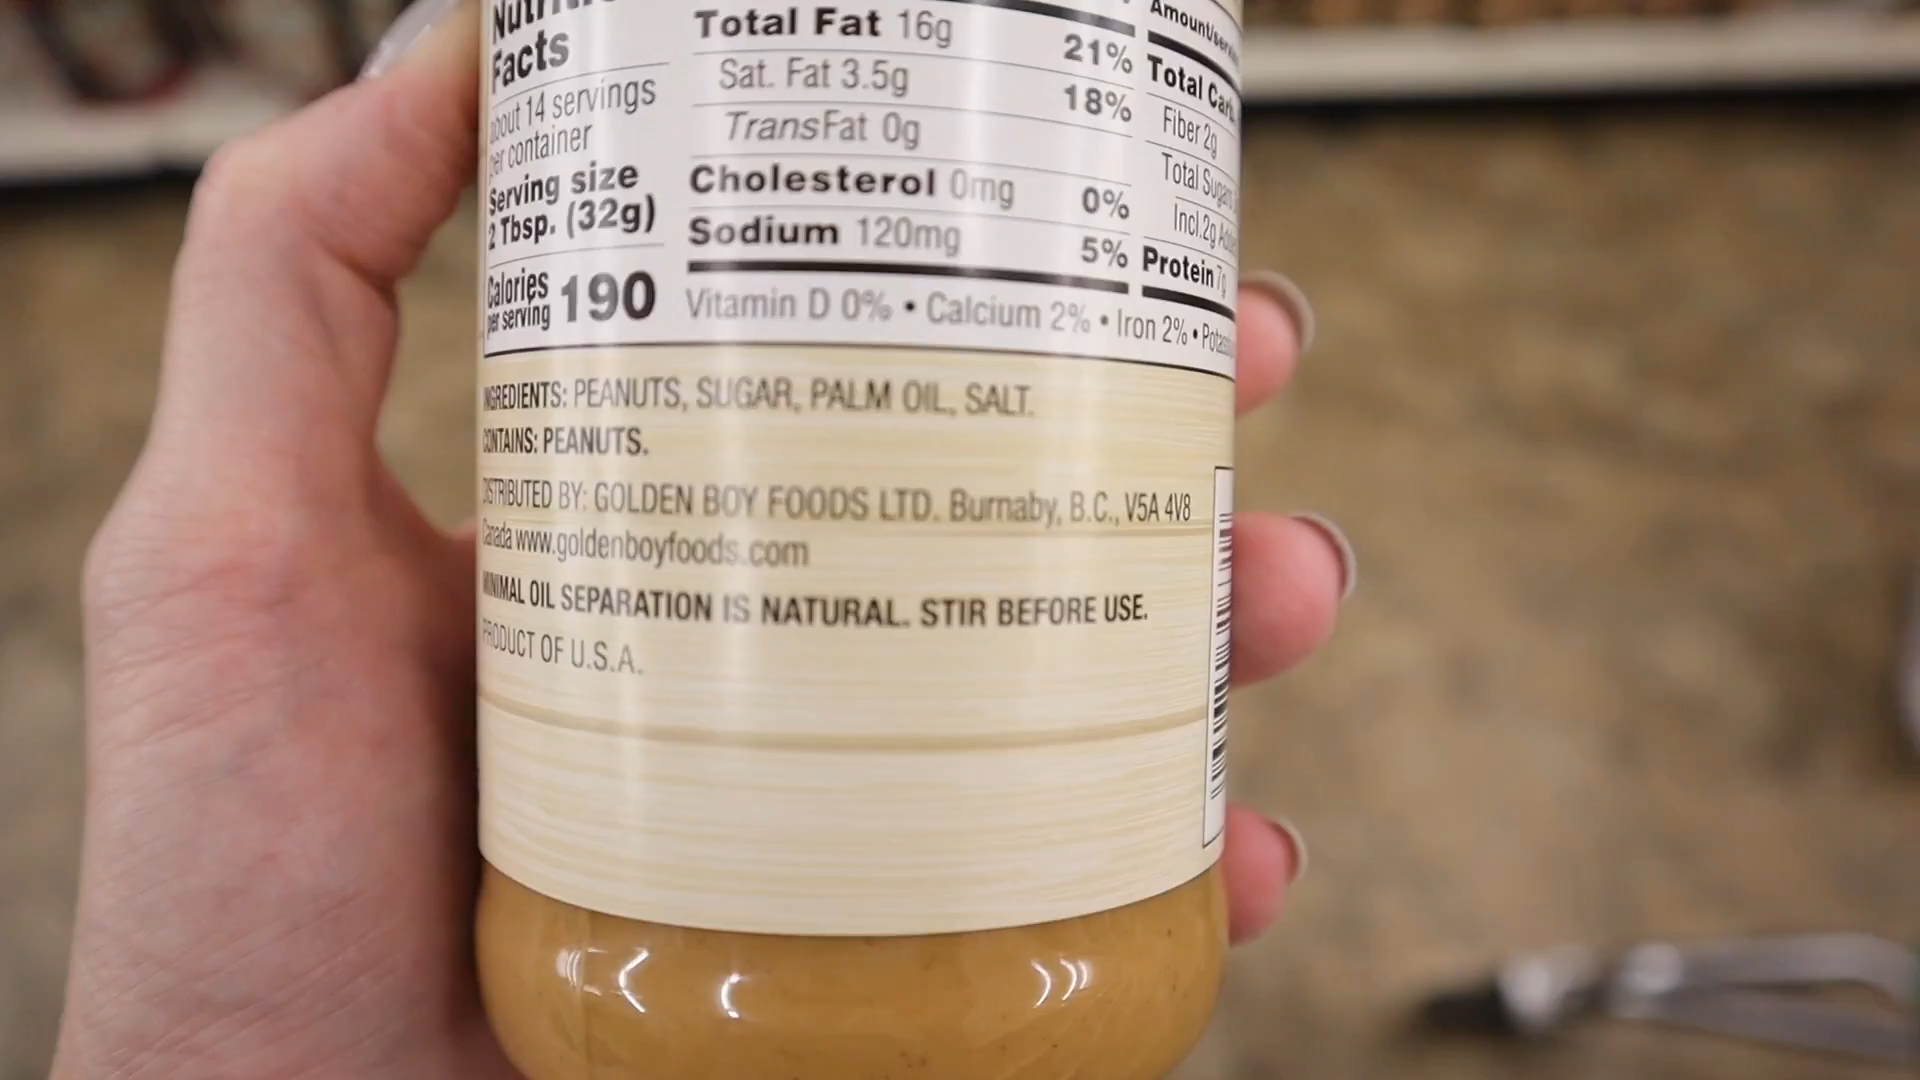 Facts
about 14 servings
per container
Serving size
2 Tbsp. (32g)
Calories
per serving 190
Total Fat 16g 21%
Sat. Fat 3.5g 18%
Trans Fat 0g
Cholesterol 0mg 0%
Sodium 120mg 5%
Vitamin D 0% • Calcium 2% • Iron 2% •
Total
Fiber 2g
Total
Incl. 2g
Protein 7g
INGREDIENTS: PEANUTS, SUGAR, PALM OIL, SALT.
CONTAINS: PEANUTS.
DISTRIBUTED BY: GOLDEN BOY FOODS LTD. Burnaby, B.C., V5A 4V8
Canada www.goldenboyfoods.com
MINIMAL OIL SEPARATION IS NATURAL. STIR BEFORE USE.
PRODUCT OF U.S.A.